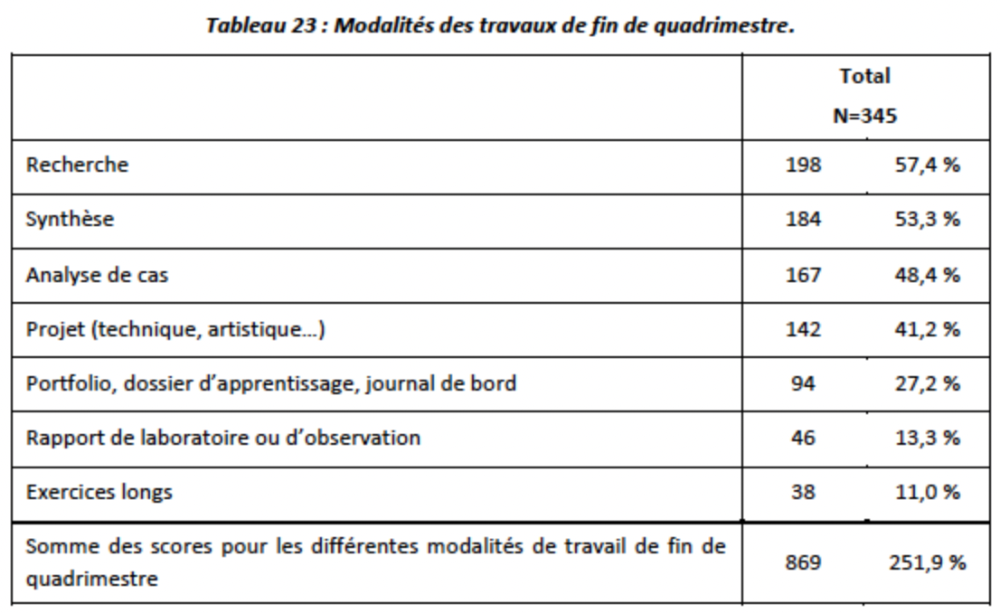 Tableau 23 : Modalités des travaux de fin de quadrimestre.
Total
N=345
Recherche 198 57,4 %
Synthèse 184 53,3 %
Analyse de cas 167 48,4 %
Projet (technique, artistique…) 142 41,2 %
Portfolio, dossier d’apprentissage, journal de bord 94 27,2 %
Rapport de laboratoire ou d’observation 46 13,3 %
Exercices longs 38 11,0 %
Somme des scores pour les différentes modalités de travail de fin de
quadrimestre 869 251,9 %